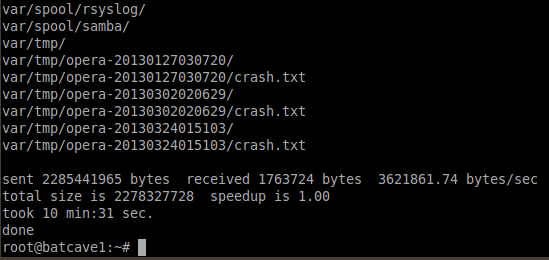 var/spool/rsyslog/
var/spool/samba/
var/tmp/
var/tmp/opera-20130127030720/
var/tmp/opera-20130127030720/crash.txt
var/tmp/opera-20130302020629/
var/tmp/opera-20130302020629/crash.txt
var/tmp/opera-20130324015103/
var/tmp/opera-20130324015103/crash.txt
sent 2285441965 bytes  received 1763724 bytes  3621861.74 bytes/sec
total size is 2278327728  speedup is 1.00
took 10 min:31 sec.
done
root@batcave1:~#